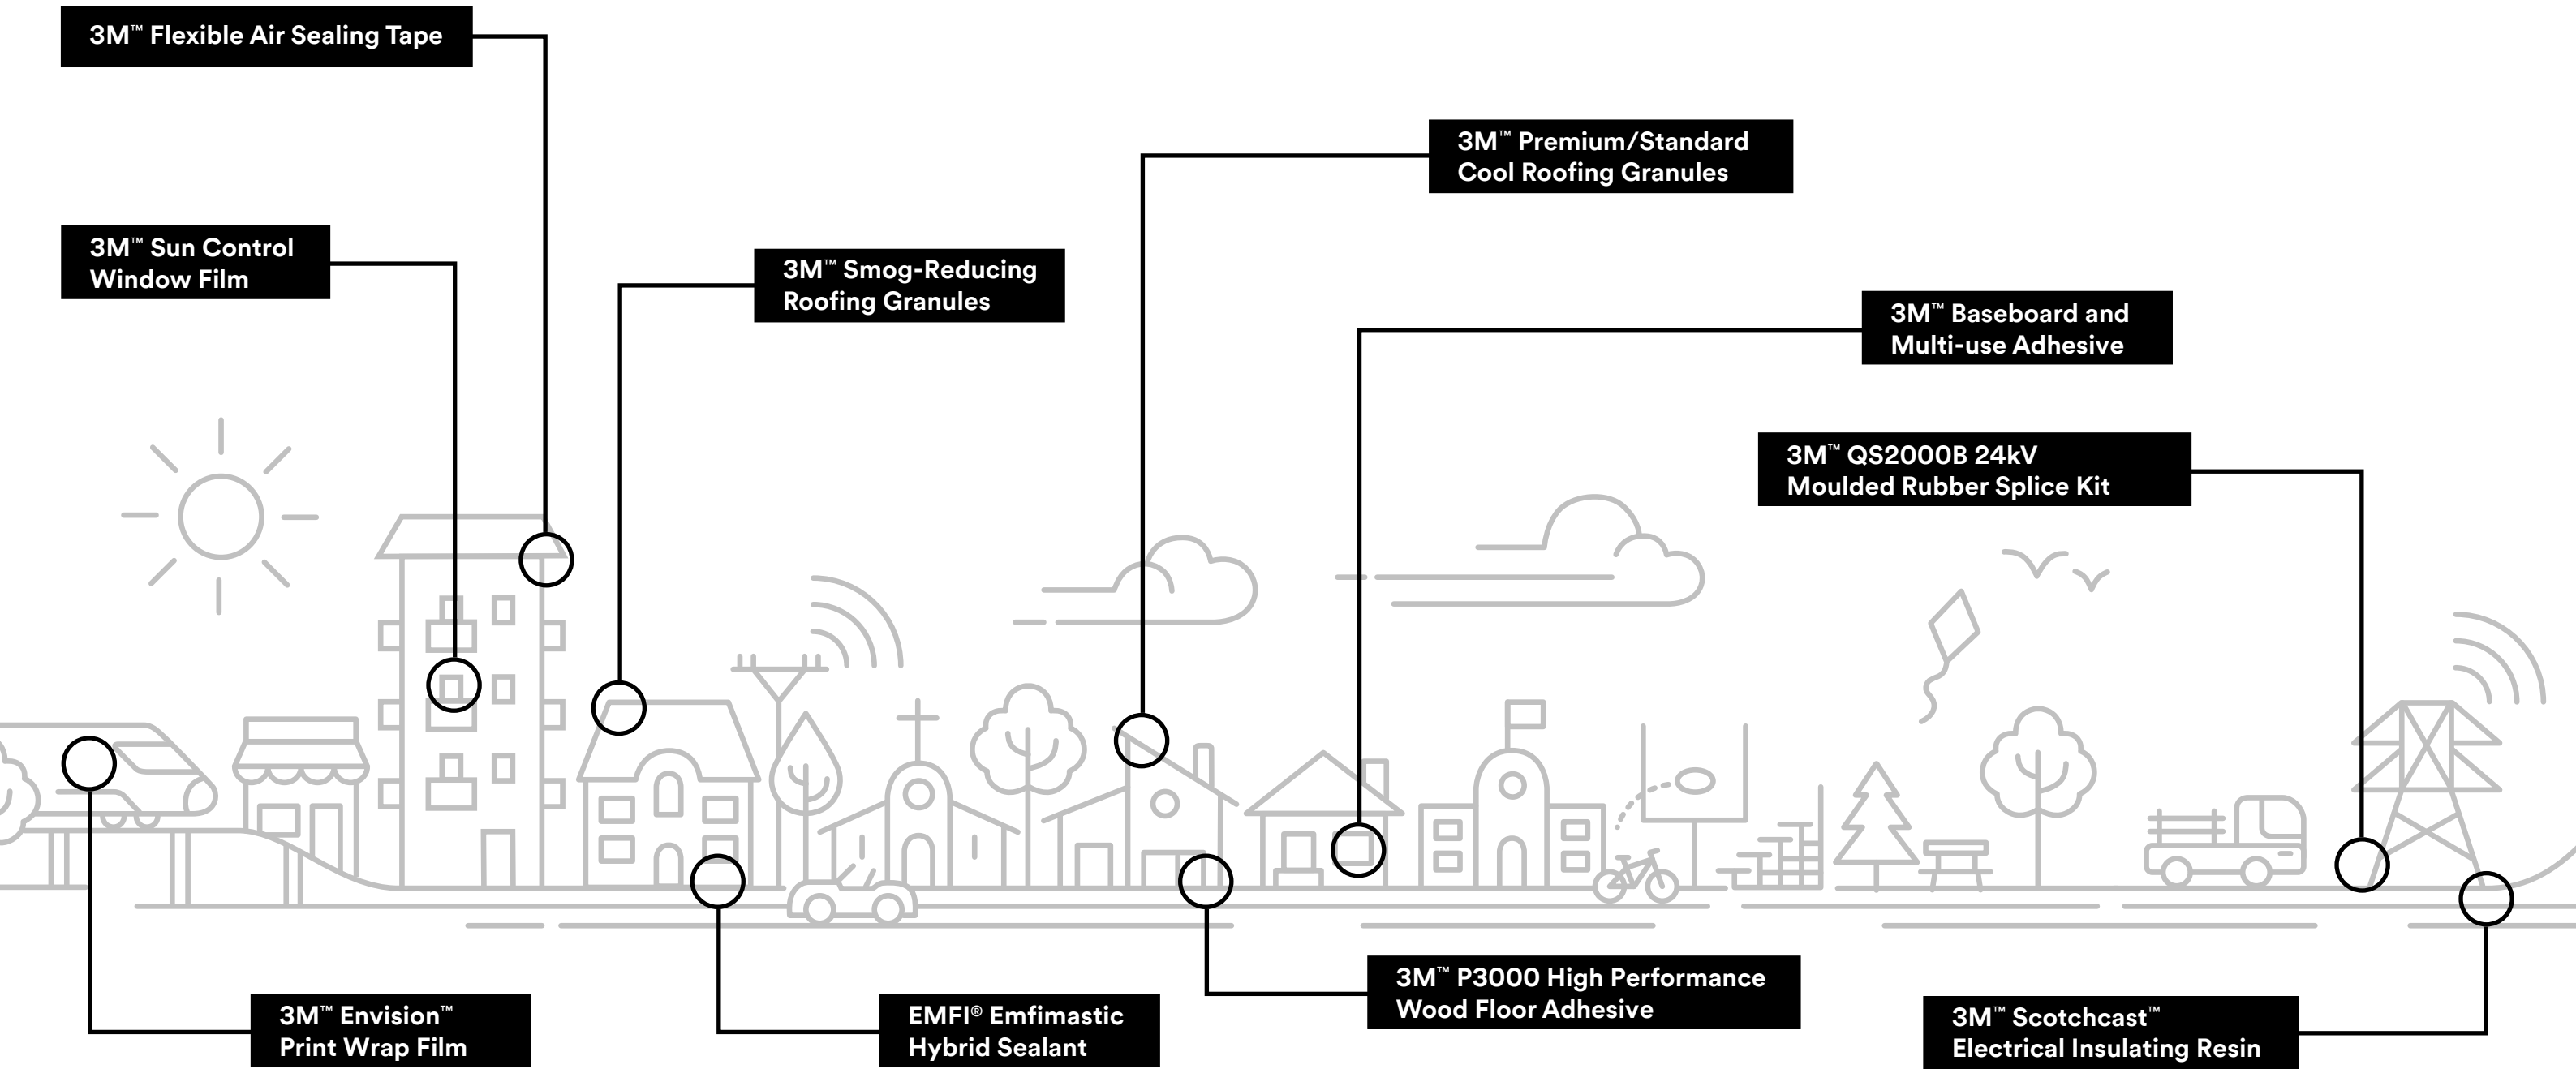 3M™ Flexible Air Sealing Tape
3M™ Premium/Standard
Cool Roofing Granules
3M™ Sun Control
Window Film
3M™ Smog-Reducing
Roofing Granules
3M™ Baseboard and
Multi-use Adhesive
3M™ QS2000B 24kV
Moulded Rubber Splice Kit
3M™ Envision™
Print Wrap Film
EMFI® Emfimastic
Hybrid Sealant
3M™ P3000 High Performance
Wood Floor Adhesive
3M™ Scotchcast™
Electrical Insulating Resin